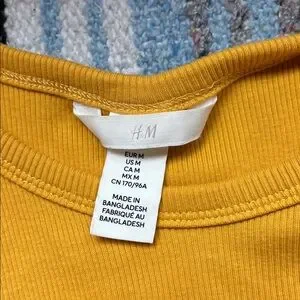 H&M
EUR M
US M
CA M
MX M
CN 170/96A
MADE IN
BANGLADESH
FABRIQUÉ AU
BANGLADESH